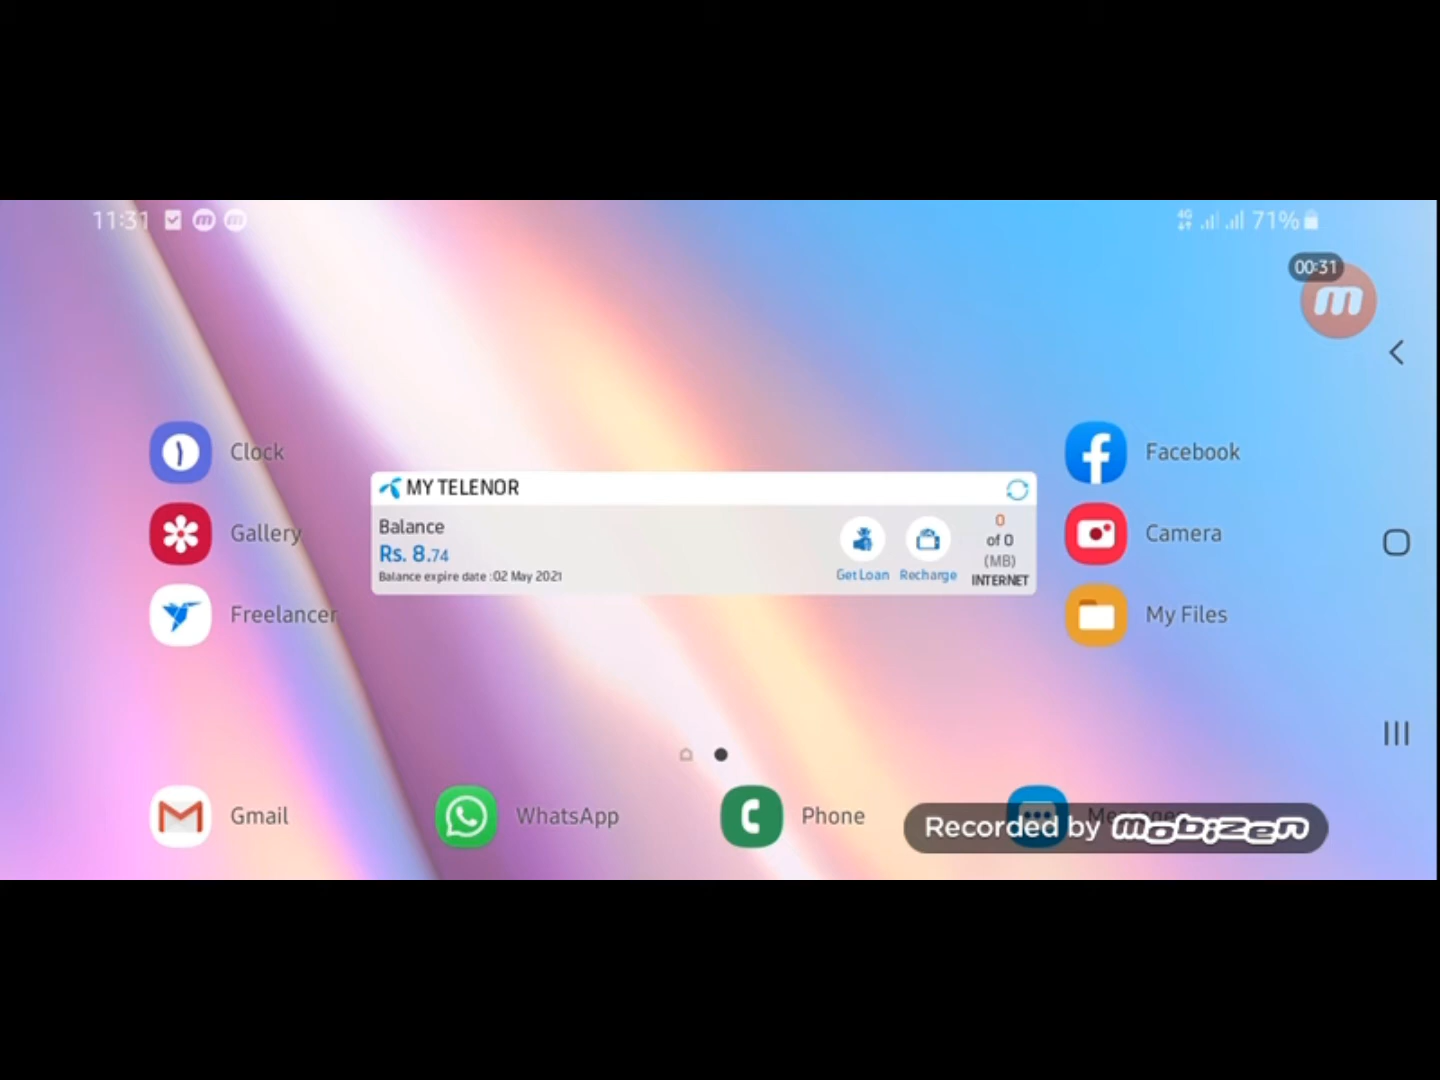 11:31
4G 71%
00:31
Clock
Facebook
MY TELENOR
Balance
Rs. 8.74
Balance expire date :02 May 2021
Get Loan
Recharge
0
of 0
(MB)
INTERNET
Gallery
Camera
Freelancer
My Files
Gmail
WhatsApp
Phone
Recorded by mobizen